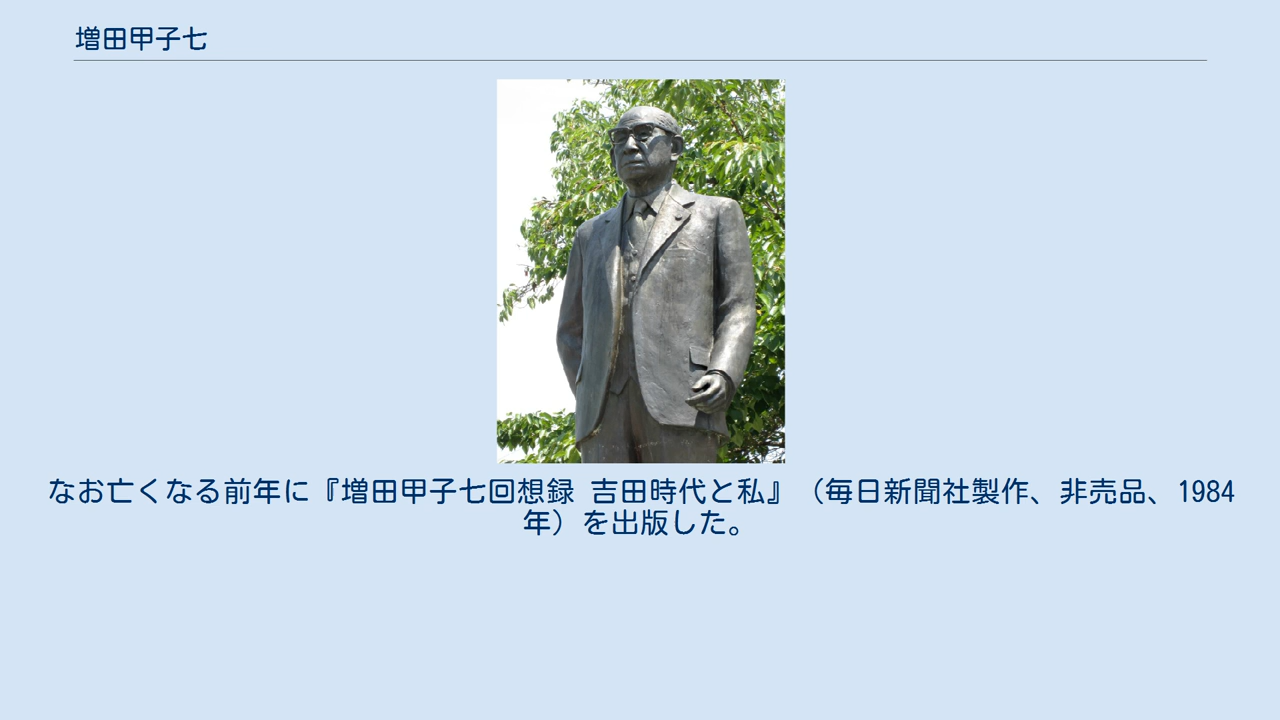 増田甲子七
なお亡くなる前年に『増田甲子七回想録 吉田時代と私』（毎日新聞社製作、非売品、1984
年）を出版した。